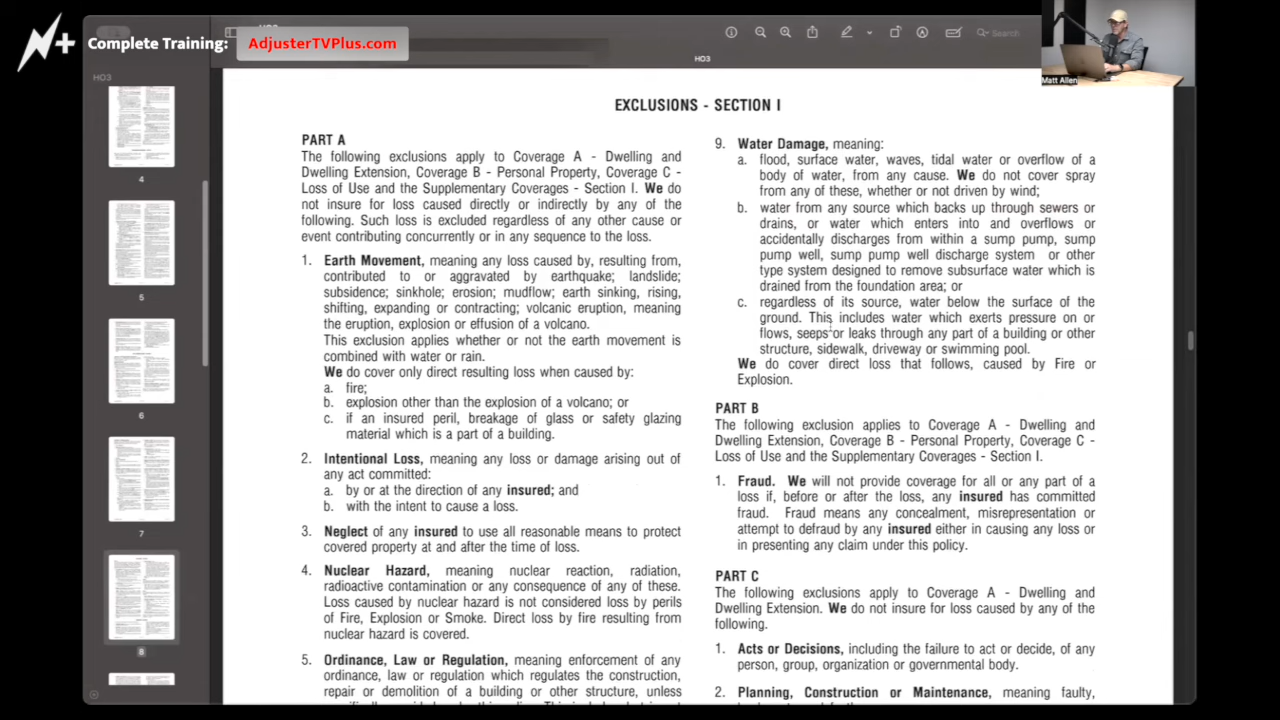 Complete Training:
AdjusterTVPlus.com
HO3
Search
Matt Allen
HO3
4
5
6
7
8
EXCLUSIONS - SECTION I
PART A
The following exclusions apply to Coverage A - Dwelling and
Dwelling Extension, Coverage B - Personal Property, Coverage C -
Loss of Use and the Supplementary Coverages - Section I. We do
not insure for loss caused directly or indirectly by any of the
following. Such loss is excluded regardless of any other cause or
event contributing concurrently or in any sequence to the loss.
1. Earth Movement, meaning any loss caused by, resulting from,
contributed to or aggravated by earthquake; landslide;
subsidence; sinkhole; erosion; mudflow; earth sinking, rising,
shifting, expanding or contracting; volcanic eruption, meaning
the eruption, explosion or effusion of a volcano.
This exclusion applies whether or not the earth movement is
combined with water or rain.
We do cover only direct resulting loss when caused by:
a. fire;
b. explosion other than the explosion of a volcano; or
c. if an insured peril, breakage of glass or safety glazing
material which is a part of a building.
2. Intentional Loss, meaning any loss or damage arising out of
any act committed:
a. by or at the direction of any insured; and
b. with the intent to cause a loss.
3. Neglect of any insured to use all reasonable means to protect
covered property at and after the time of loss.
4. Nuclear Hazard, meaning nuclear reaction, radiation,
radioactive contamination or any consequence of any of these.
Loss caused by nuclear hazard is not considered loss by perils
of Fire, Explosion or Smoke. Direct loss by fire resulting from
nuclear hazard is covered.
5. Ordinance, Law or Regulation, meaning enforcement of any
ordinance, law or regulation which regulates the construction,
repair or demolition of a building or other structure, unless
9. Water Damage, meaning:
a. flood, surface water, waves, tidal water or overflow of a
body of water, from any cause. We do not cover spray
from any of these, whether or not driven by wind;
b. water from any source which backs up through sewers or
drains, or water which enters into and overflows or
accidentally discharges from within a sump pump, sump
pump well, sump pump well discharge system or other
type system designed to remove subsurface water which is
drained from the foundation area; or
c. regardless of its source, water below the surface of the
ground. This includes water which exerts pressure on or
flows, seeps or leaks through any part of a building or other
structure, sidewalk, driveway or swimming pool.
We do cover direct loss that follows, caused by Fire or
Explosion.
PART B
The following exclusion applies to Coverage A - Dwelling and
Dwelling Extension, Coverage B - Personal Property, Coverage C -
Loss of Use and the Supplementary Coverages - Section I.
1. Fraud. We will not provide coverage for all or any part of a
loss if, before or after the loss, any insured has committed
fraud. Fraud means any concealment, misrepresentation or
attempt to defraud by any insured either in causing any loss or
in presenting any claim under this policy.
PART C
The following exclusions apply to Coverage A - Dwelling and
Dwelling Extension. We do not insure for loss caused by any of the
following.
1. Acts or Decisions, including the failure to act or decide, of any
person, group, organization or governmental body.
2. Planning, Construction or Maintenance, meaning faulty,